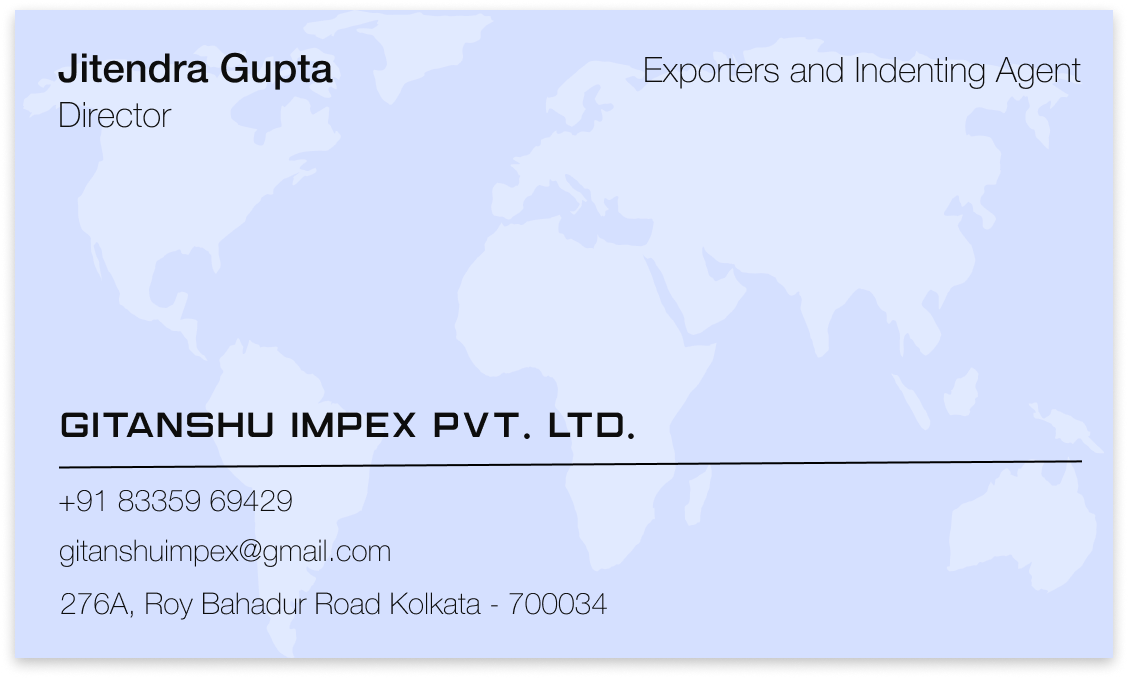 Jitendra Gupta
Exporters and Indenting Agent
Director
GITANSHU IMPEX PVT. LTD.
+91 83359 69429
gitanshuimpex@gmail.com
276A, Roy Bahadur Road Kolkata - 700034